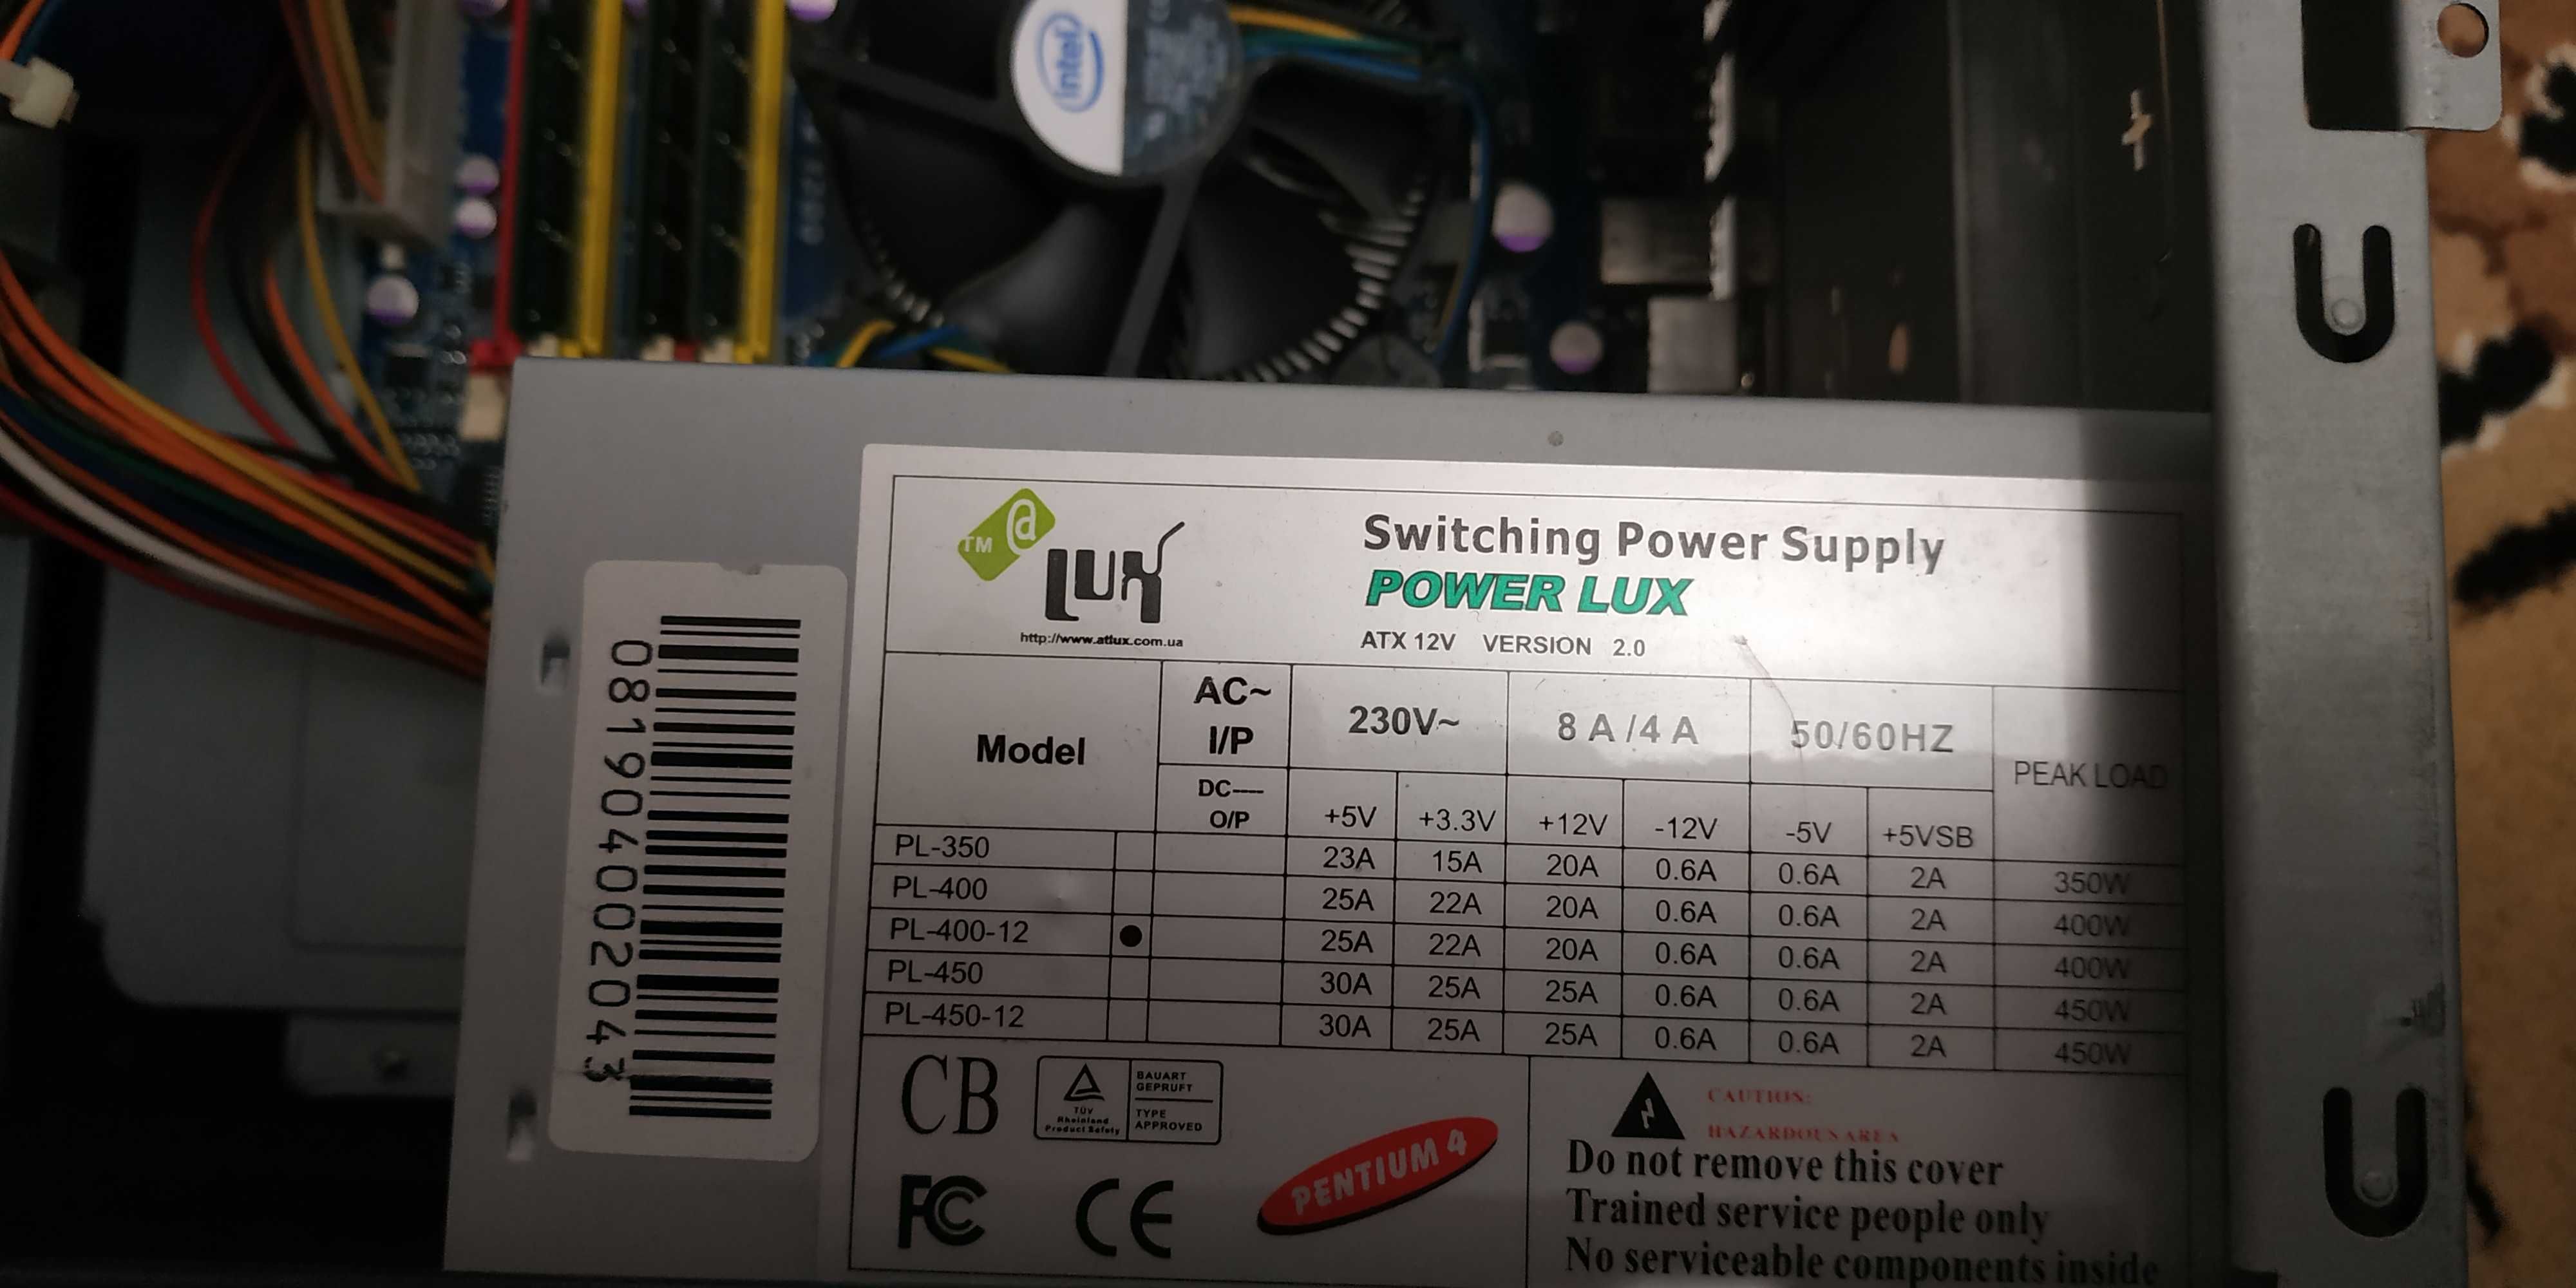 intel
TM @ LUX
http://www.atlux.com.ua
Switching Power Supply
POWER LUX
ATX 12V VERSION 2.0
Model AC~ I/P 230V~ 8 A /4 A 50/60HZ PEAK LOAD
DC---- O/P +5V +3.3V +12V -12V -5V +5VSB
PL-350 23A 15A 20A 0.6A 0.6A 2A 350W
PL-400 25A 22A 20A 0.6A 0.6A 2A 400W
PL-400-12 ● 25A 22A 20A 0.6A 0.6A 2A 400W
PL-450 30A 25A 25A 0.6A 0.6A 2A 450W
PL-450-12 30A 25A 25A 0.6A 0.6A 2A 450W
CB
TÜV
Rheinland
Product Safety
BAUART
GEPRUFT
TYPE
APPROVED
FC CE
PENTIUM 4
CAUTION:
HAZARDOUS AREA
Do not remove this cover
Trained service people only
No serviceable components inside
081904002043